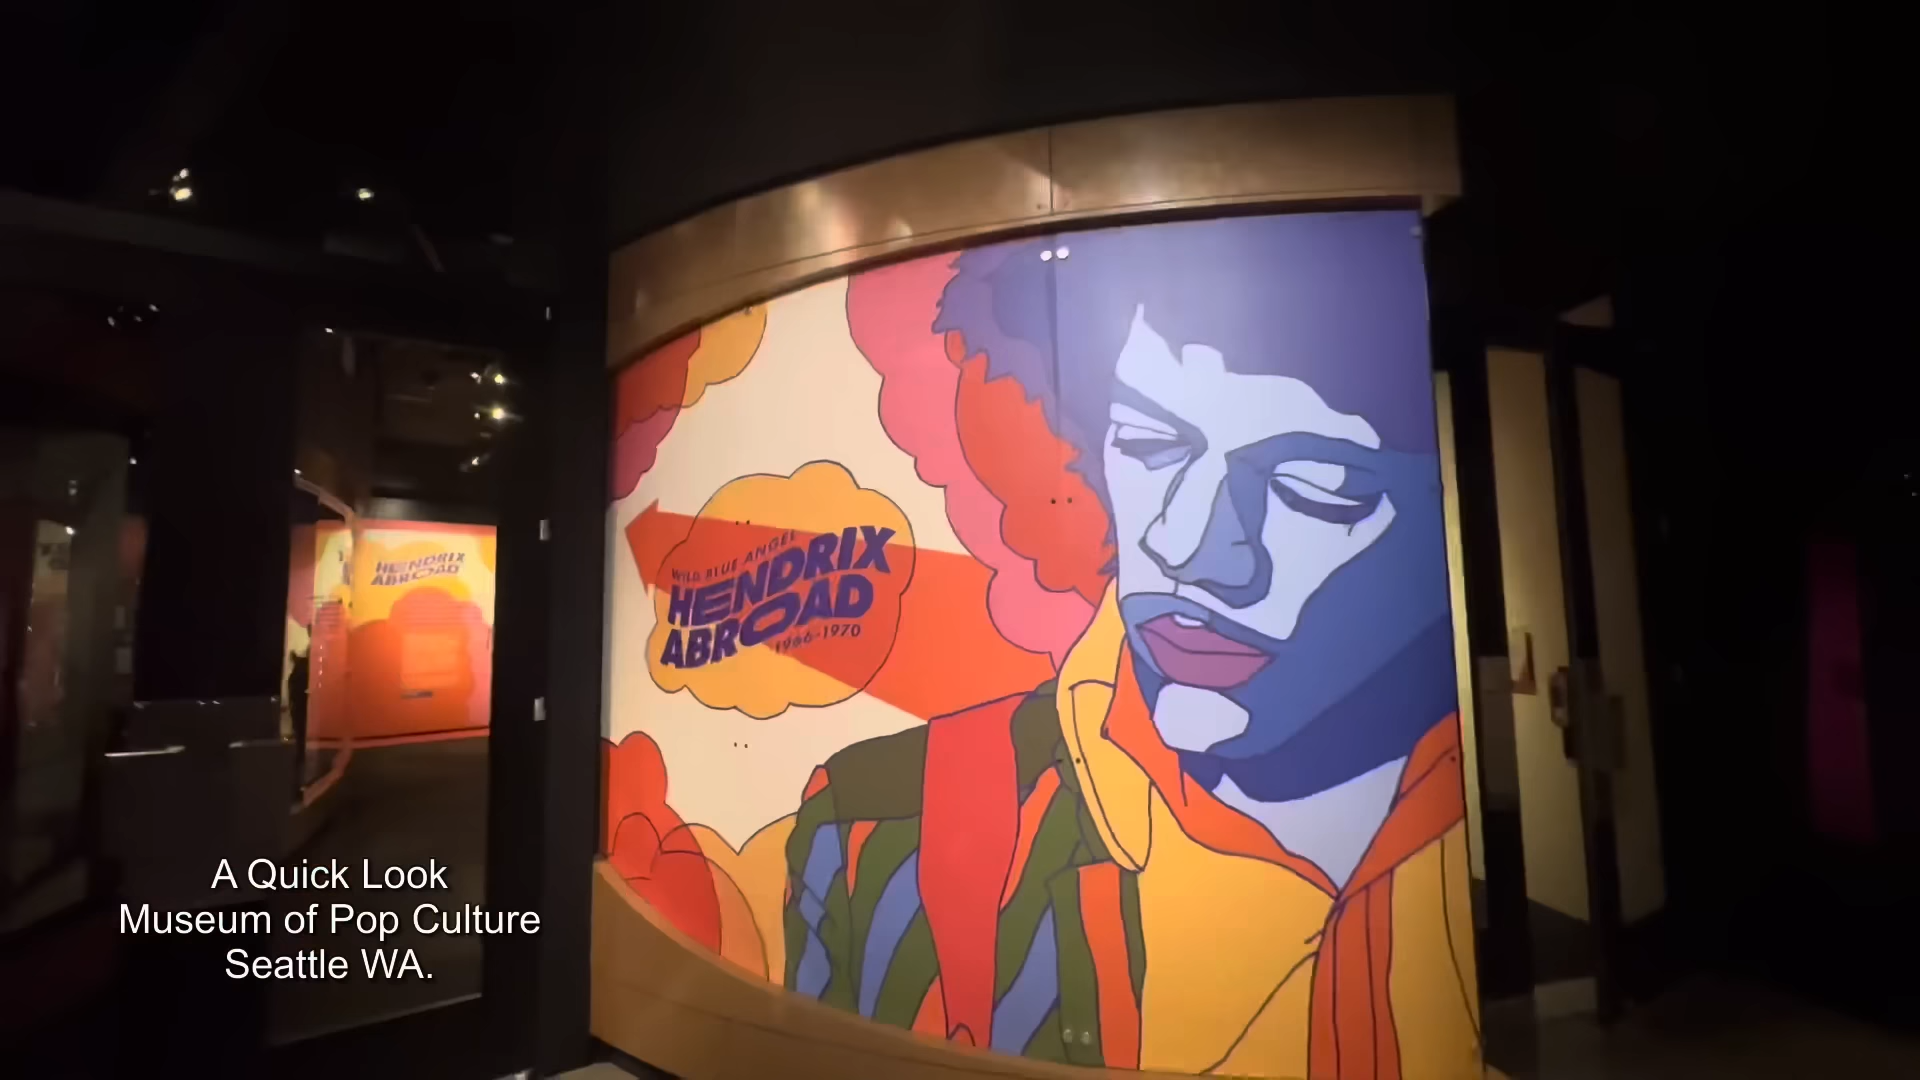 HENDRIX
ABROAD
WILD BLUE ANGEL
HENDRIX
ABROAD
1966-1970
A Quick Look
Museum of Pop Culture
Seattle WA.